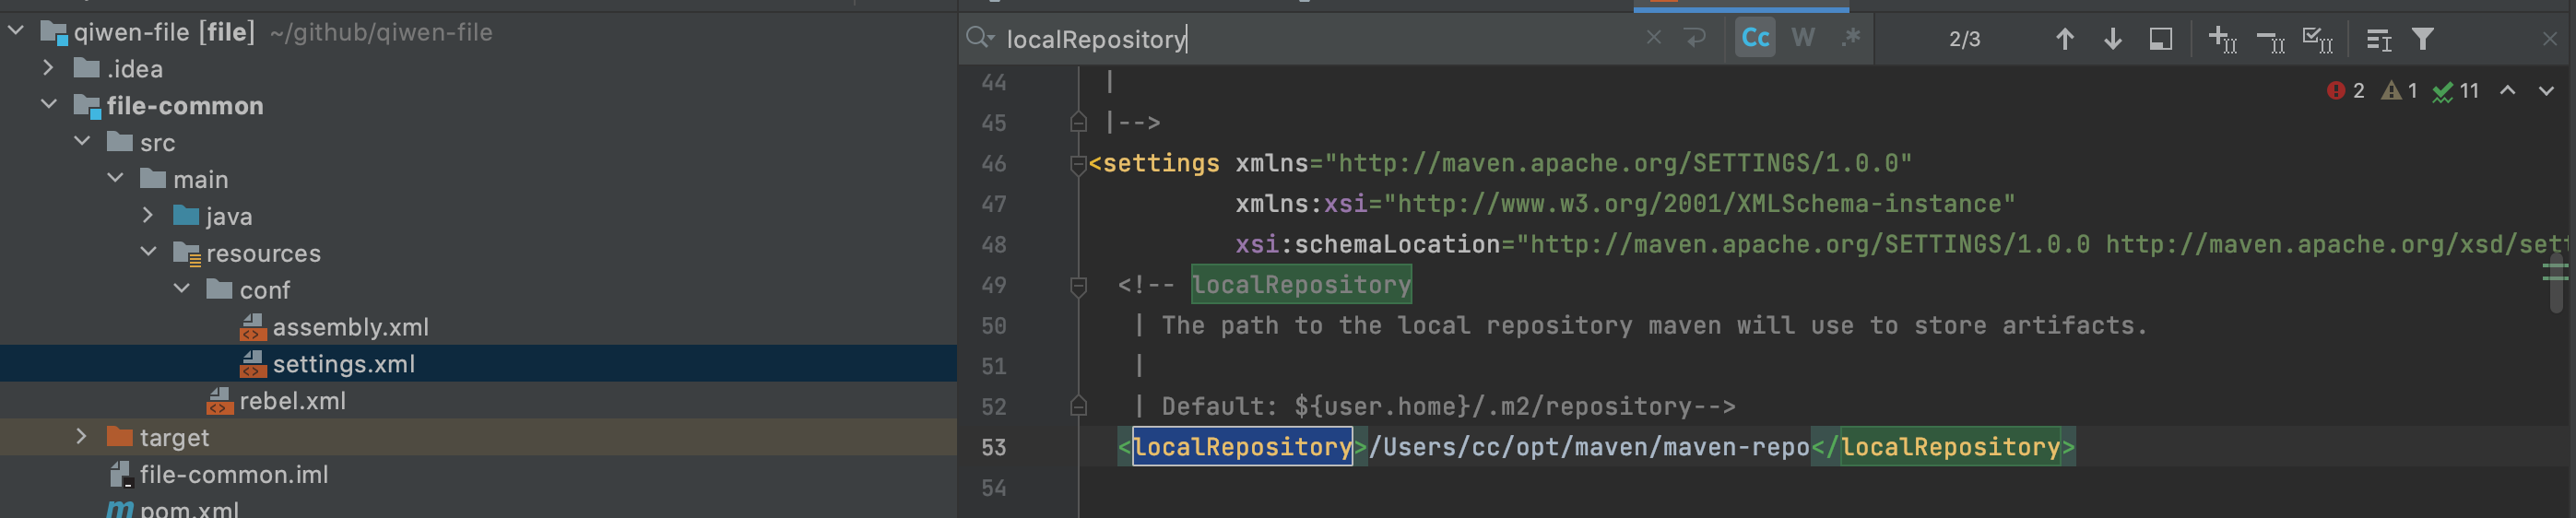 qiwen-file [file] ~/github/qiwen-file
.idea
file-common
src
main
java
resources
conf
assembly.xml
settings.xml
rebel.xml
target
file-common.iml
pom.xml
localRepository
Cc W .*
2/3
2 1 11
44 |
45 |-->
46 <settings xmlns="http://maven.apache.org/SETTINGS/1.0.0"
47 xmlns:xsi="http://www.w3.org/2001/XMLSchema-instance"
48 xsi:schemaLocation="http://maven.apache.org/SETTINGS/1.0.0 http://maven.apache.org/xsd/sett
49 <!-- localRepository
50 | The path to the local repository maven will use to store artifacts.
51 |
52 | Default: ${user.home}/.m2/repository-->
53 <localRepository>/Users/cc/opt/maven/maven-repo</localRepository>
54